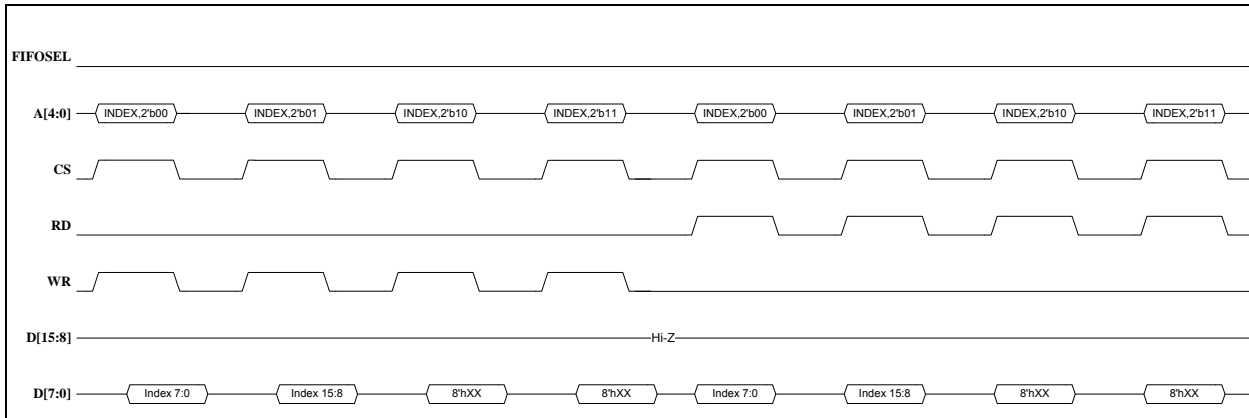 FIFOSEL
A[4:0] INDEX,2'b00 INDEX,2'b01 INDEX,2'b10 INDEX,2'b11 INDEX,2'b00 INDEX,2'b01 INDEX,2'b10 INDEX,2'b11
CS
RD
WR
D[15:8] Hi-Z
D[7:0] Index 7:0 Index 15:8 8'hXX 8'hXX Index 7:0 Index 15:8 8'hXX 8'hXX